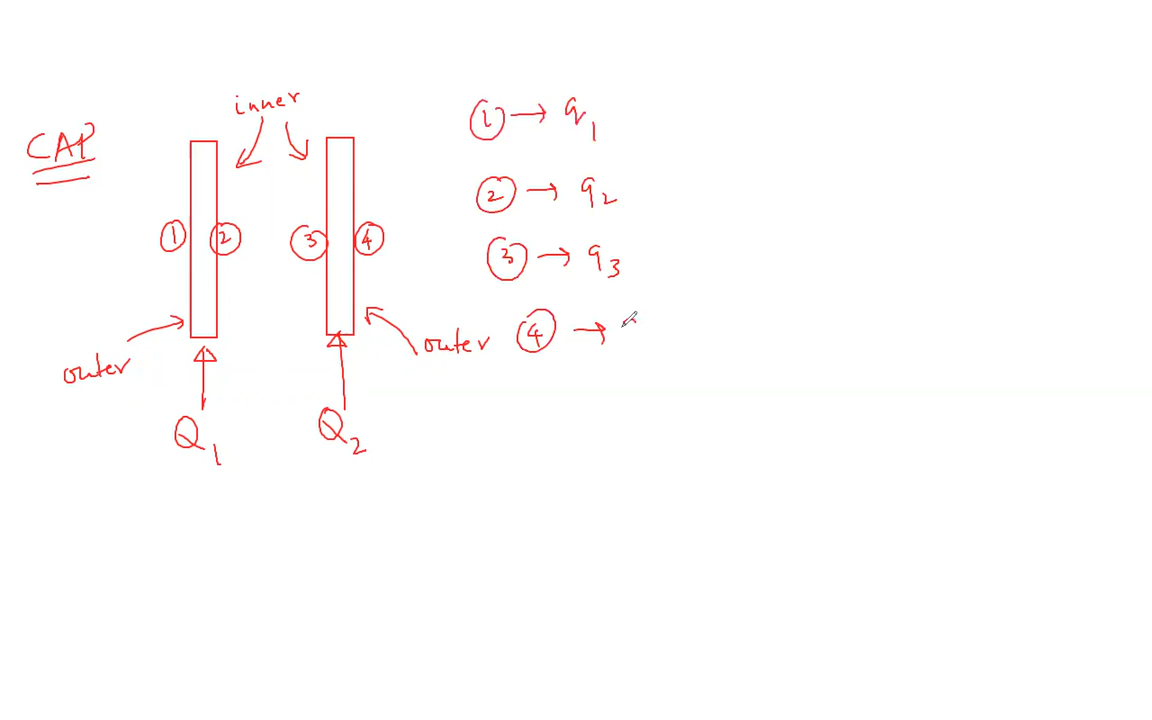 CAP
inner
① ② ③ ④
outer
outer
Q1
Q2
① → q1
② → q2
③ → q3
④ →